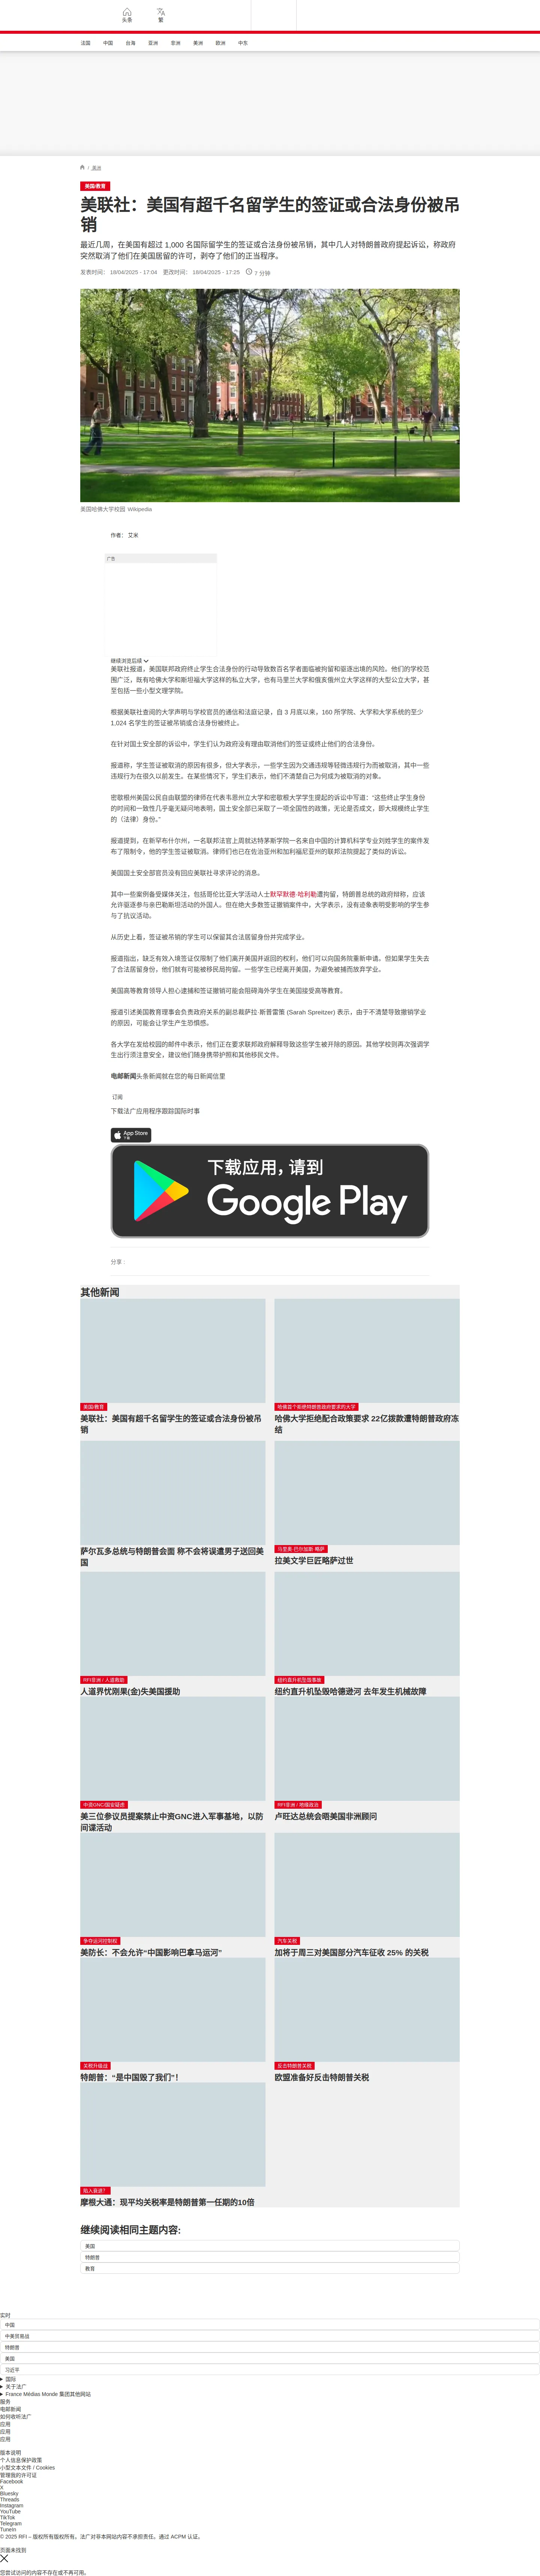 头条
繁
法国
中国
台海
亚洲
非洲
美洲
欧洲
中东
/ 美洲
美国/教育
美联社：美国有超千名留学生的签证或合法身份被吊
销
最近几周，在美国有超过 1,000 名国际留学生的签证或合法身份被吊销，其中几人对特朗普政府提起诉讼，称政府
突然取消了他们在美国居留的许可，剥夺了他们的正当程序。
发表时间： 18/04/2025 - 17:04 更改时间： 18/04/2025 - 17:25 7 分钟
美国哈佛大学校园 Wikipedia
作者： 艾米
广告
继续浏览后续
美联社报道，美国联邦政府终止学生合法身份的行动导致数百名学者面临被拘留和驱逐出境的风险。他们的学校范
围广泛，既有哈佛大学和斯坦福大学这样的私立大学，也有马里兰大学和俄亥俄州立大学这样的大型公立大学，甚
至包括一些小型文理学院。
根据美联社查阅的大学声明与学校官员的通信和法庭记录，自 3 月底以来，160 所学院、大学和大学系统的至少
1,024 名学生的签证被吊销或合法身份被终止。
在针对国土安全部的诉讼中，学生们认为政府没有理由取消他们的签证或终止他们的合法身份。
报道称，学生签证被取消的原因有很多，但大学表示，一些学生因为交通违规等轻微违规行为而被取消，其中一些
违规行为在很久以前发生。在某些情况下，学生们表示，他们不清楚自己为何成为被取消的对象。
密歇根州美国公民自由联盟的律师在代表韦恩州立大学和密歇根大学学生提起的诉讼中写道：“这些终止学生身份
的时间和一致性几乎毫无疑问地表明，国土安全部已采取了一项全国性的政策，无论是否成文，即大规模终止学生
的（法律）身份。”
报道提到，在新罕布什尔州，一名联邦法官上周就达特茅斯学院一名来自中国的计算机科学专业刘姓学生的案件发
布了限制令，他的学生签证被取消。律师们也已在佐治亚州和加利福尼亚州的联邦法院提起了类似的诉讼。
美国国土安全部官员没有回应美联社寻求评论的消息。
其中一些案例备受媒体关注，包括哥伦比亚大学活动人士默罕默德·哈利勒遭拘留，特朗普总统的政府辩称，应该
允许驱逐参与亲巴勒斯坦活动的外国人。但在绝大多数签证撤销案件中，大学表示，没有迹象表明受影响的学生参
与了抗议活动。
从历史上看，签证被吊销的学生可以保留其合法居留身份并完成学业。
报道指出，缺乏有效入境签证仅限制了他们离开美国并返回的权利，他们可以向国务院重新申请。但如果学生失去
了合法居留身份，他们就有可能被移民局拘留。一些学生已经离开美国，为避免被捕而放弃学业。
美国高等教育领导人担心逮捕和签证撤销可能会阻碍海外学生在美国接受高等教育。
报道引述美国教育理事会负责政府关系的副总裁萨拉·斯普雷策 (Sarah Spreitzer) 表示，由于不清楚导致撤销学业
的原因，可能会让学生产生恐惧感。
各大学在发给校园的邮件中表示，他们正在要求联邦政府解释导致这些学生被开除的原因。其他学校则再次强调学
生出行须注意安全，建议他们随身携带护照和其他移民文件。
电邮新闻头条新闻就在您的每日新闻信里
订阅
下载法广应用程序跟踪国际时事
App Store
下载
下载应用，请到
Google Play
分享 :
其他新闻
美国/教育
美联社：美国有超千名留学生的签证或合法身份被吊
销
哈佛首个拒绝特朗普政府要求的大学
哈佛大学拒绝配合政策要求 22亿拨款遭特朗普政府冻
结
萨尔瓦多总统与特朗普会面 称不会将误遣男子送回美
国
马里奥·巴尔加斯·略萨
拉美文学巨匠略萨过世
RFI非洲 / 人道救助
人道界忧刚果(金)失美国援助
纽约直升机坠毁事故
纽约直升机坠毁哈德逊河 去年发生机械故障
中资GNC/国安疑虑
美三位参议员提案禁止中资GNC进入军事基地，以防
间谍活动
RFI非洲 / 地缘政治
卢旺达总统会晤美国非洲顾问
争夺运河控制权
美防长：不会允许“中国影响巴拿马运河”
汽车关税
加将于周三对美国部分汽车征收 25% 的关税
关税升级战
特朗普：“是中国毁了我们”！
反击特朗普关税
欧盟准备好反击特朗普关税
陷入衰退？
摩根大通：现平均关税率是特朗普第一任期的10倍
继续阅读相同主题内容:
美国
特朗普
教育
实时
中国
中美贸易战
特朗普
美国
习近平
国际
关于法广
France Médias Monde 集团其他网站
服务
电邮新闻
如何收听法广
应用
应用
应用
版本说明
个人信息保护政策
小型文本文件 / Cookies
管理我的许可证
Facebook
X
Bluesky
Threads
Instagram
YouTube
TikTok
Telegram
TuneIn
© 2025 RFI – 版权所有版权所有。法广对非本网站内容不承担责任。通过 ACPM 认证。
页面未找到
您尝试访问的内容不存在或不再可用。